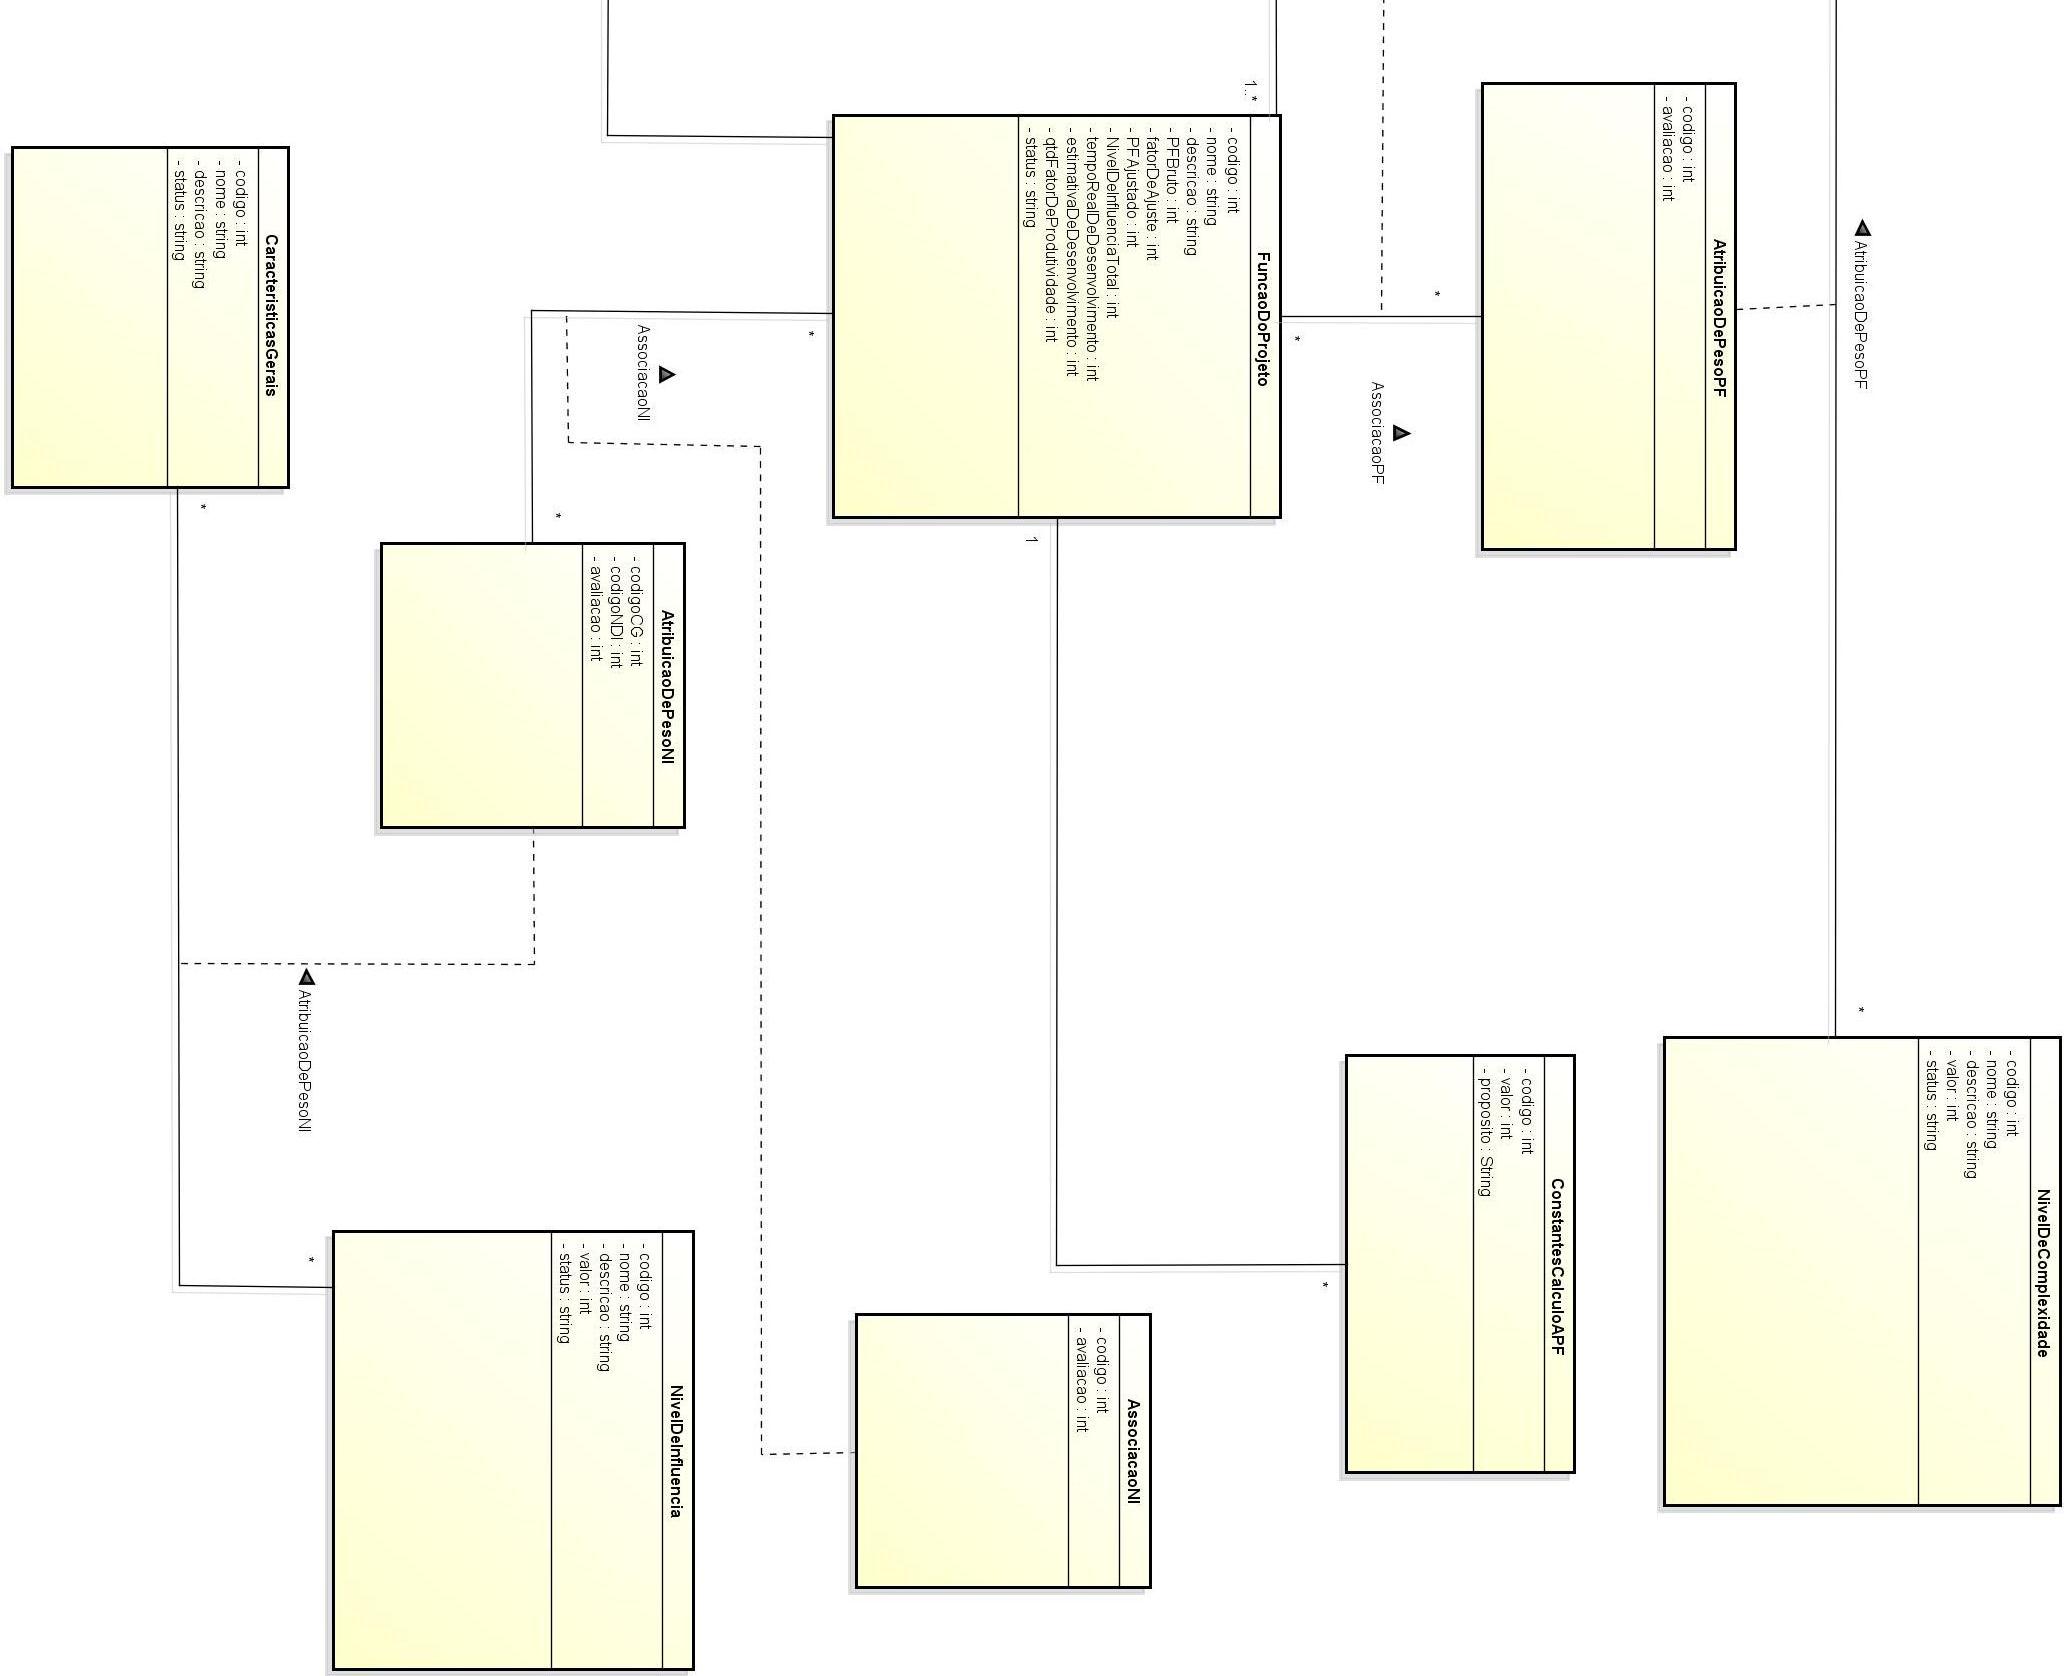 AtribuicaoDePesoPF
*
NivelDeComplexidade
- codigo : int
- nome : string
- descricao : string
- valor : int
- status : string
AtribuicaoDePesoPF
- codigo : int
- avaliacao : int
*
AssociacaoPF
*
ConstantesCalculoAPF
- codigo : int
- valor : int
- proposito : String
*
1..*
FuncaoDoProjeto
- codigo : int
- nome : string
- descricao : string
- PFBruto : int
- fatorDeAjuste : int
- PFAjustado : int
- NivelDeInfluenciaTotal : int
- tempoRealDeDesenvolvimento : int
- estimativaDeDesenvolvimento : int
- qtdFatorDeProdutividade : int
- status : string
1
*
AssociacaoNI
- codigo : int
- avaliacao : int
AssociacaoNI
*
AtribuicaoDePesoNI
- codigoCG : int
- codigoNDI : int
- avaliacao : int
NivelDeInfluencia
- codigo : int
- nome : string
- descricao : string
- valor : int
- status : string
*
AtribuicaoDePesoNI
CaracteristicasGerais
- codigo : int
- nome : string
- descricao : string
- status : string
*